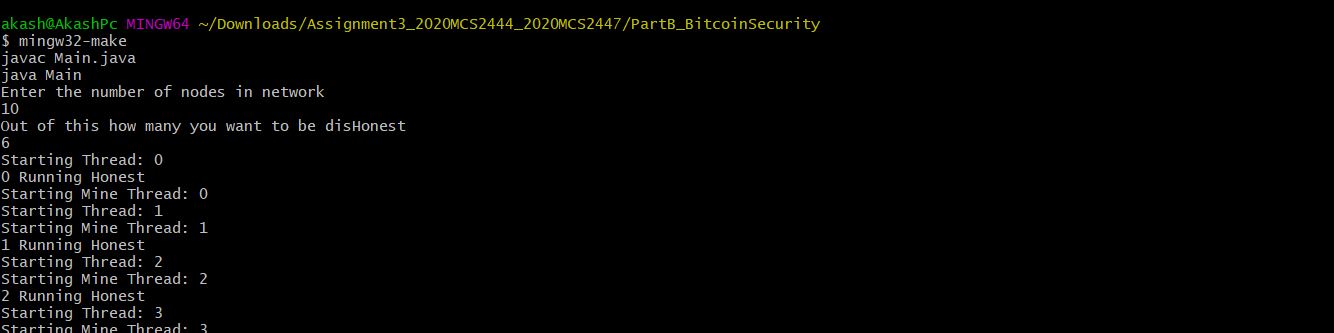 akash@AkashPc MINGW64 ~/Downloads/Assignment3_2020MCS2444_2020MCS2447/PartB_BitcoinSecurity
$ mingw32-make
javac Main.java
java Main
Enter the number of nodes in network
10
Out of this how many you want to be disHonest
6
Starting Thread: 0
0 Running Honest
Starting Mine Thread: 0
Starting Thread: 1
Starting Mine Thread: 1
1 Running Honest
Starting Thread: 2
Starting Mine Thread: 2
2 Running Honest
Starting Thread: 3
Starting Mine Thread: 3